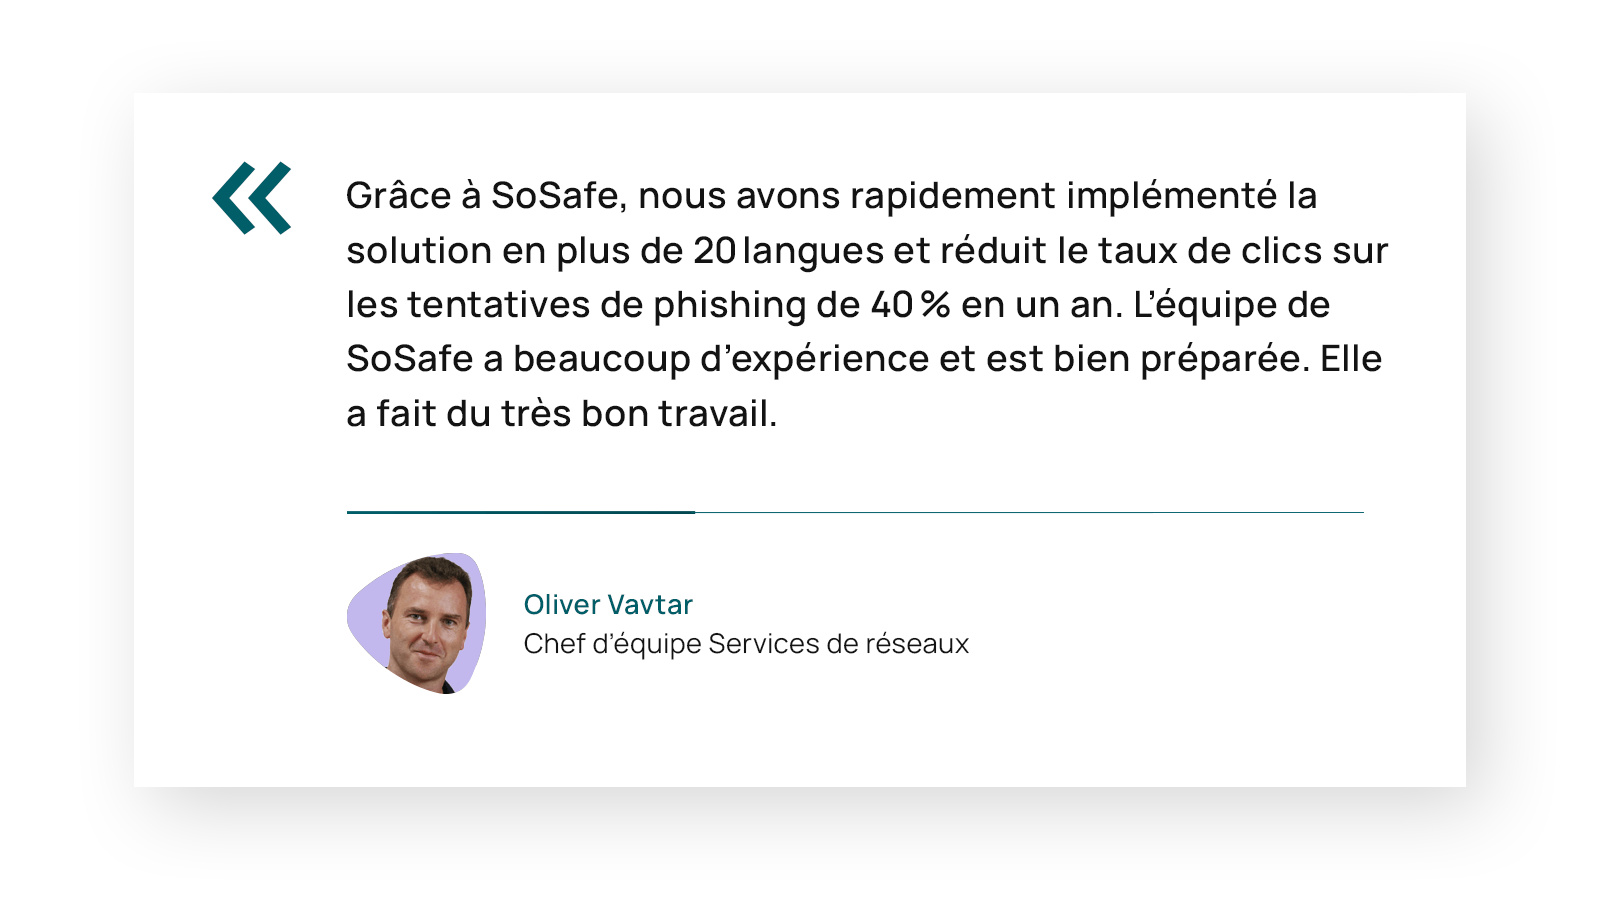 «
Grâce à SoSafe, nous avons rapidement implémenté la
solution en plus de 20 langues et réduit le taux de clics sur
les tentatives de phishing de 40 % en un an. L’équipe de
SoSafe a beaucoup d’expérience et est bien préparée. Elle
a fait du très bon travail.
Oliver Vavtar
Chef d’équipe Services de réseaux